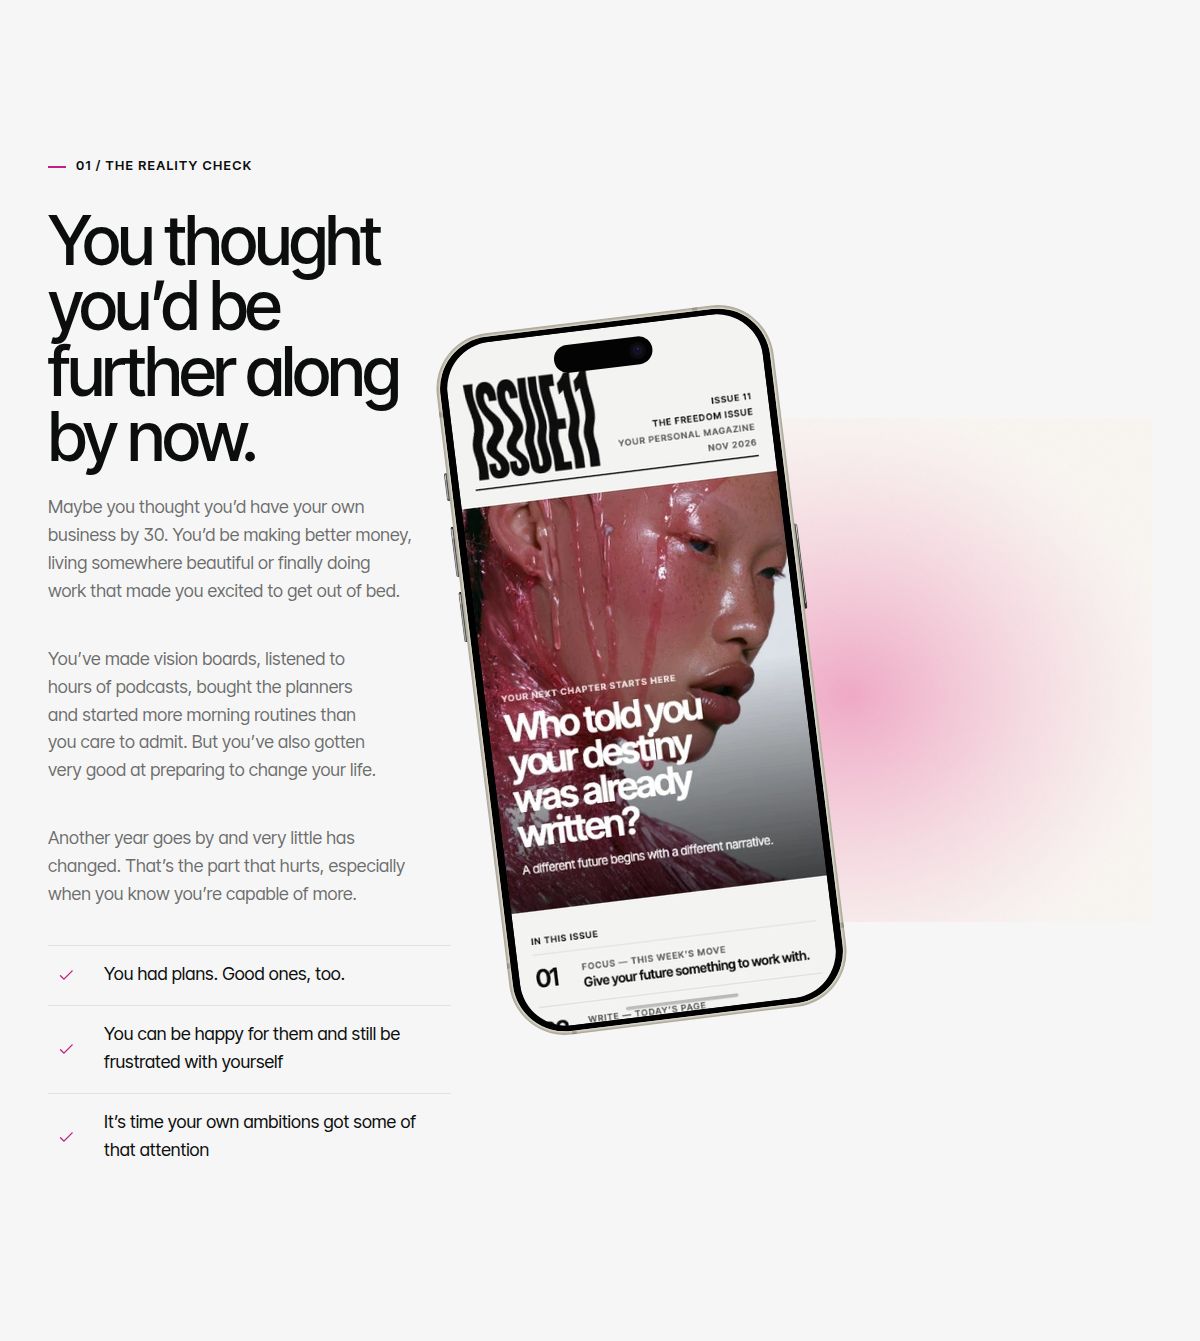 01 / THE REALITY CHECK
You thought
you’d be
further along
by now.
Maybe you thought you’d have your own
business by 30. You’d be making better money,
living somewhere beautiful or finally doing
work that made you excited to get out of bed.
You’ve made vision boards, listened to
hours of podcasts, bought the planners
and started more morning routines than
you care to admit. But you’ve also gotten
very good at preparing to change your life.
Another year goes by and very little has
changed. That’s the part that hurts, especially
when you know you’re capable of more.
You had plans. Good ones, too.
You can be happy for them and still be
frustrated with yourself
It’s time your own ambitions got some of
that attention
ISSUE11
ISSUE 11
THE FREEDOM ISSUE
YOUR PERSONAL MAGAZINE
NOV 2026
YOUR NEXT CHAPTER STARTS HERE
Who told you
your destiny
was already
written?
A different future begins with a different narrative.
IN THIS ISSUE
01
FOCUS — THIS WEEK’S MOVE
Give your future something to work with.
WRITE — TODAY’S PAGE